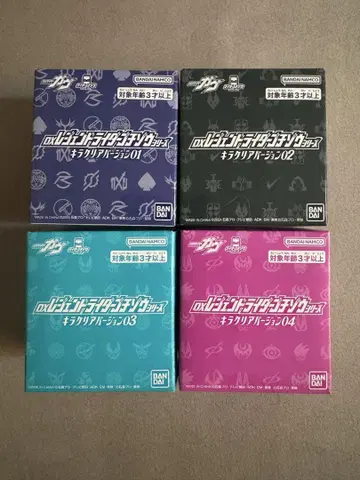 BANDAI NAMCO
対象年齢3才以上
DXレジェンドライダーゴチゾウシリーズ
キラクリアバージョン01
BAN
DAI
BANDAI NAMCO
対象年齢3才以上
DXレジェンドライダーゴチゾウシリーズ
キラクリアバージョン02
BAN
DAI
BANDAI NAMCO
対象年齢3才以上
DXレジェンドライダーゴチゾウシリーズ
キラクリアバージョン03
BAN
DAI
BANDAI NAMCO
対象年齢3才以上
DXレジェンドライダーゴチゾウシリーズ
キラクリアバージョン04
BAN
DAI